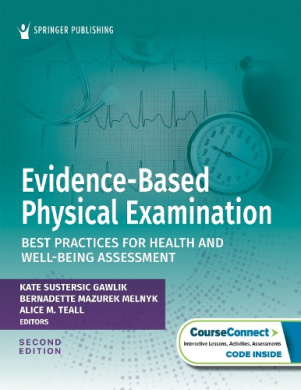 SPRINGER PUBLISHING
Evidence-Based
Physical Examination
BEST PRACTICES FOR HEALTH AND
WELL-BEING ASSESSMENT
KATE SUSTERSIC GAWLIK
BERNADETTE MAZUREK MELNYK
ALICE M. TEALL
EDITORS
SECOND
EDITION
CourseConnect
Interactive Lessons, Activities, Assessments
CODE INSIDE